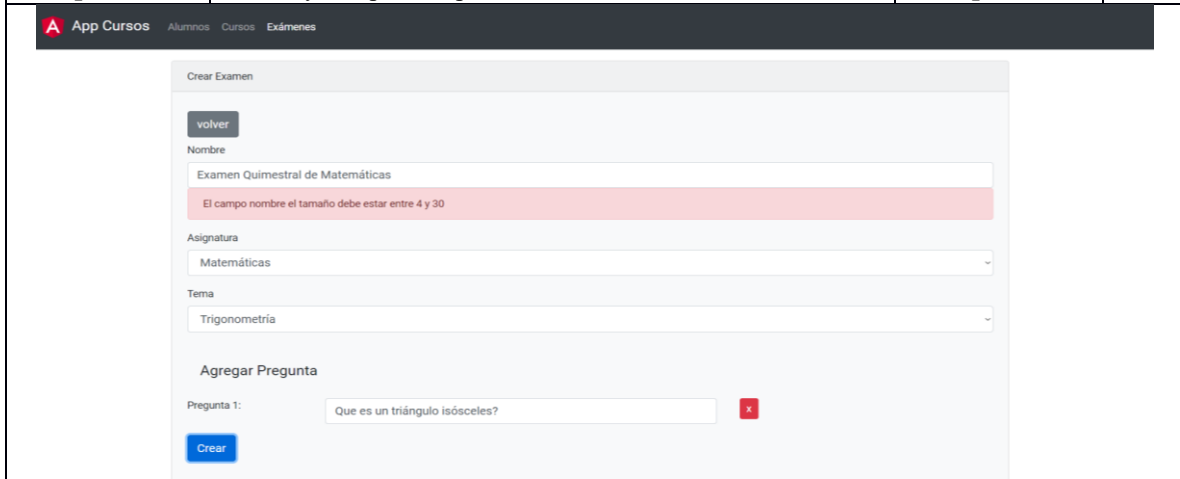 App Cursos Alumnos Cursos Exámenes
Crear Examen
volver
Nombre
Examen Quimestral de Matemáticas
El campo nombre el tamaño debe estar entre 4 y 30
Asignatura
Matemáticas
Tema
Trigonometría
Agregar Pregunta
Pregunta 1: Que es un triángulo isósceles? x
Crear